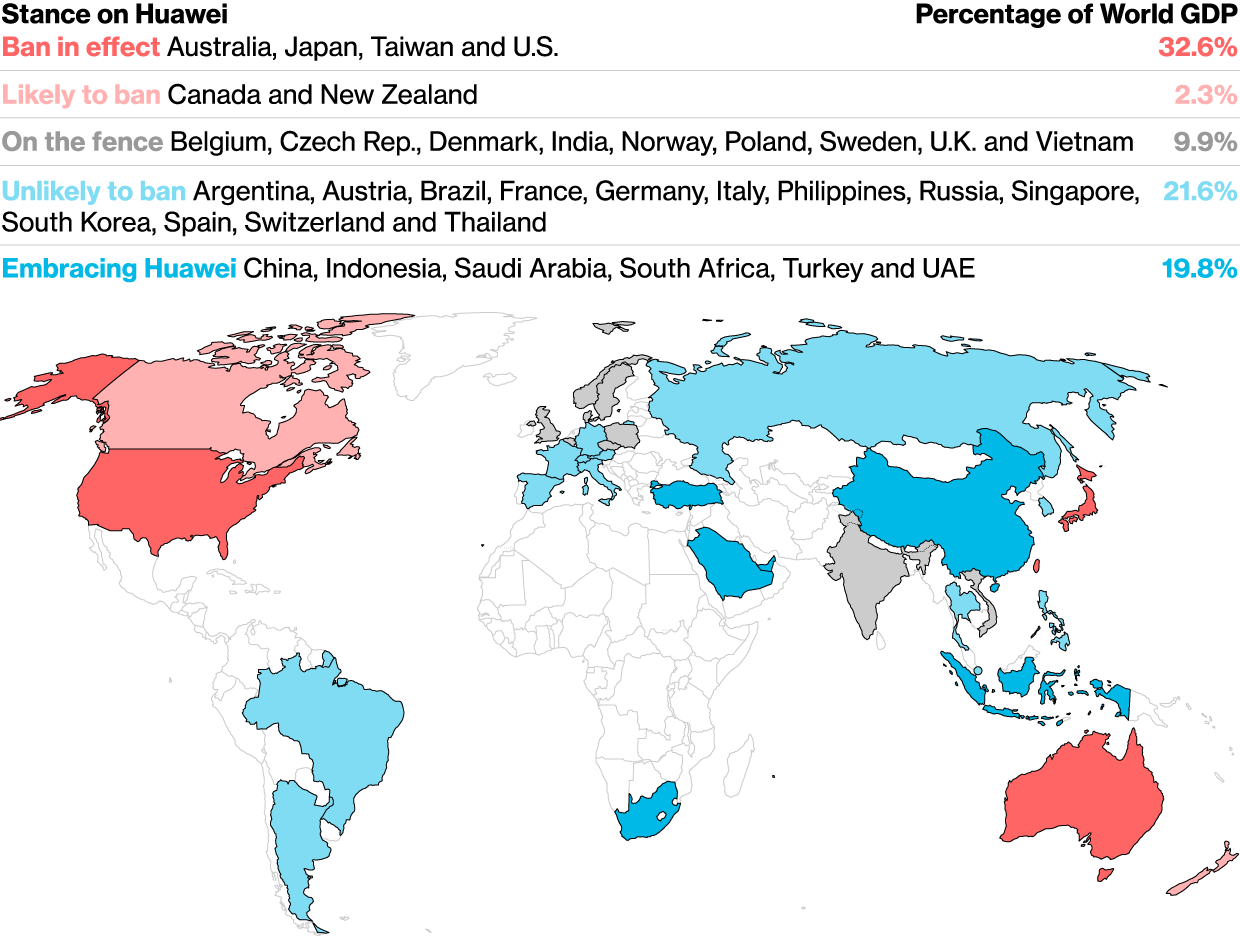 Stance on Huawei Percentage of World GDP
Ban in effect Australia, Japan, Taiwan and U.S. 32.6%
Likely to ban Canada and New Zealand 2.3%
On the fence Belgium, Czech Rep., Denmark, India, Norway, Poland, Sweden, U.K. and Vietnam 9.9%
Unlikely to ban Argentina, Austria, Brazil, France, Germany, Italy, Philippines, Russia, Singapore, 21.6%
South Korea, Spain, Switzerland and Thailand
Embracing Huawei China, Indonesia, Saudi Arabia, South Africa, Turkey and UAE 19.8%